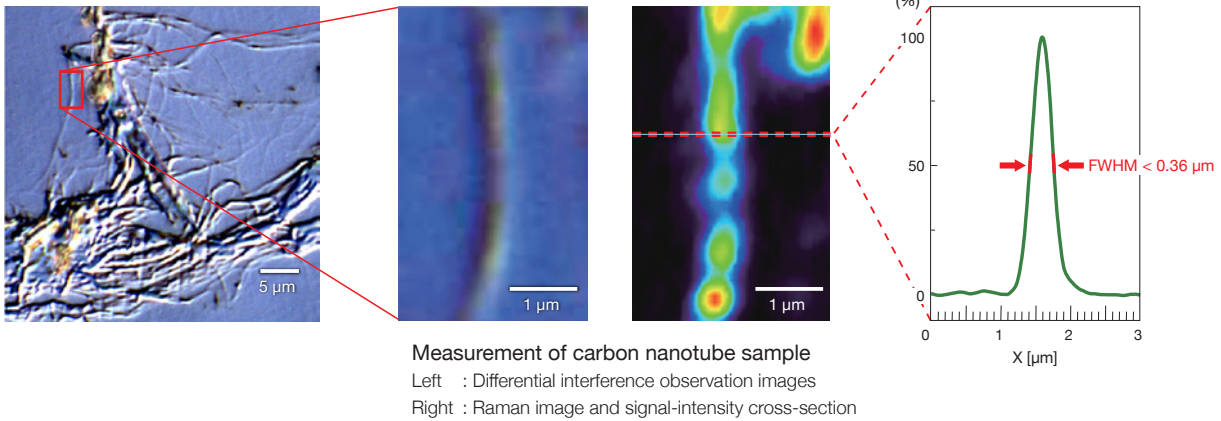 (%)
100
50
0
FWHM < 0.36 µm
0 1 2 3
X [µm]
5 µm
1 µm
1 µm
Measurement of carbon nanotube sample
Left : Differential interference observation images
Right : Raman image and signal-intensity cross-section